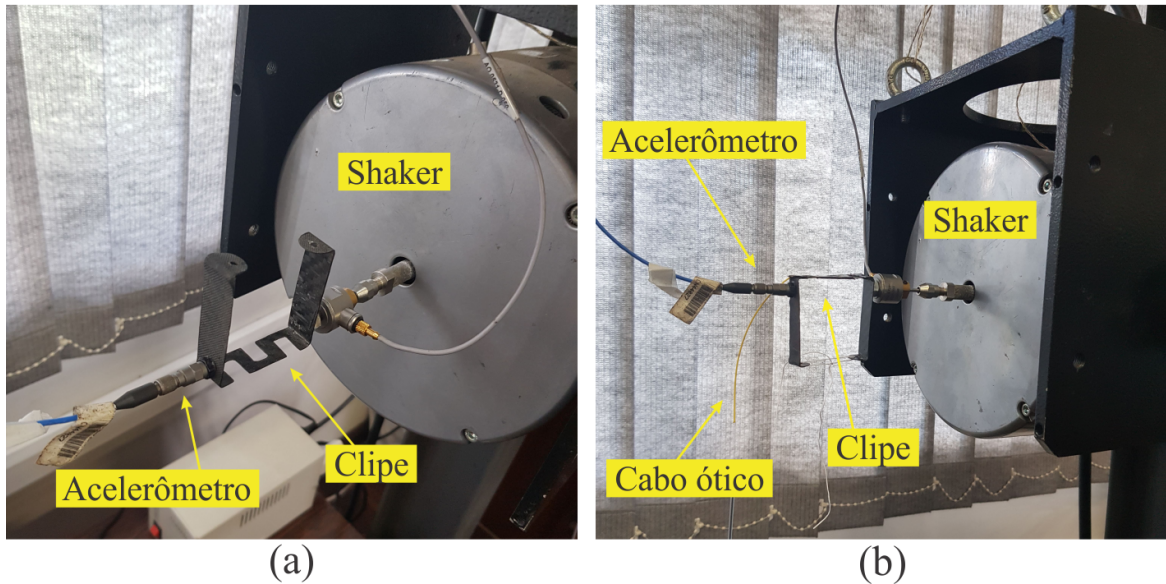 Shaker
Clipe
Acelerômetro
(a)
Acelerômetro
Shaker
Clipe
Cabo ótico
(b)